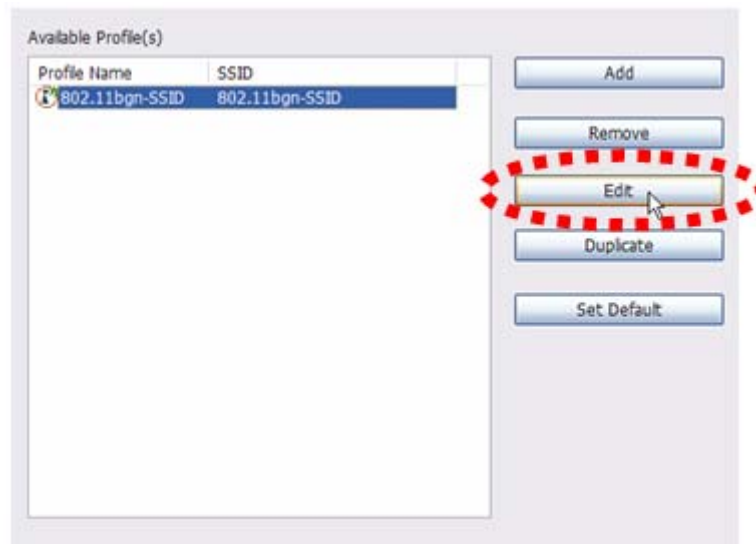 Available Profile(s)
Profile Name SSID
802.11bgn-SSID 802.11bgn-SSID
Add
Remove
Edit
Duplicate
Set Default